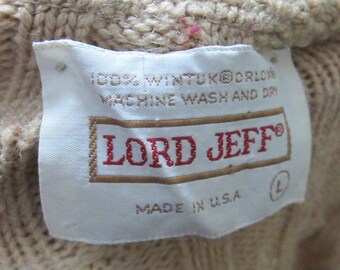 100% WINTUK® ORLON®
MACHINE WASH AND DRY
LORD JEFF®
MADE IN U.S.A.
L